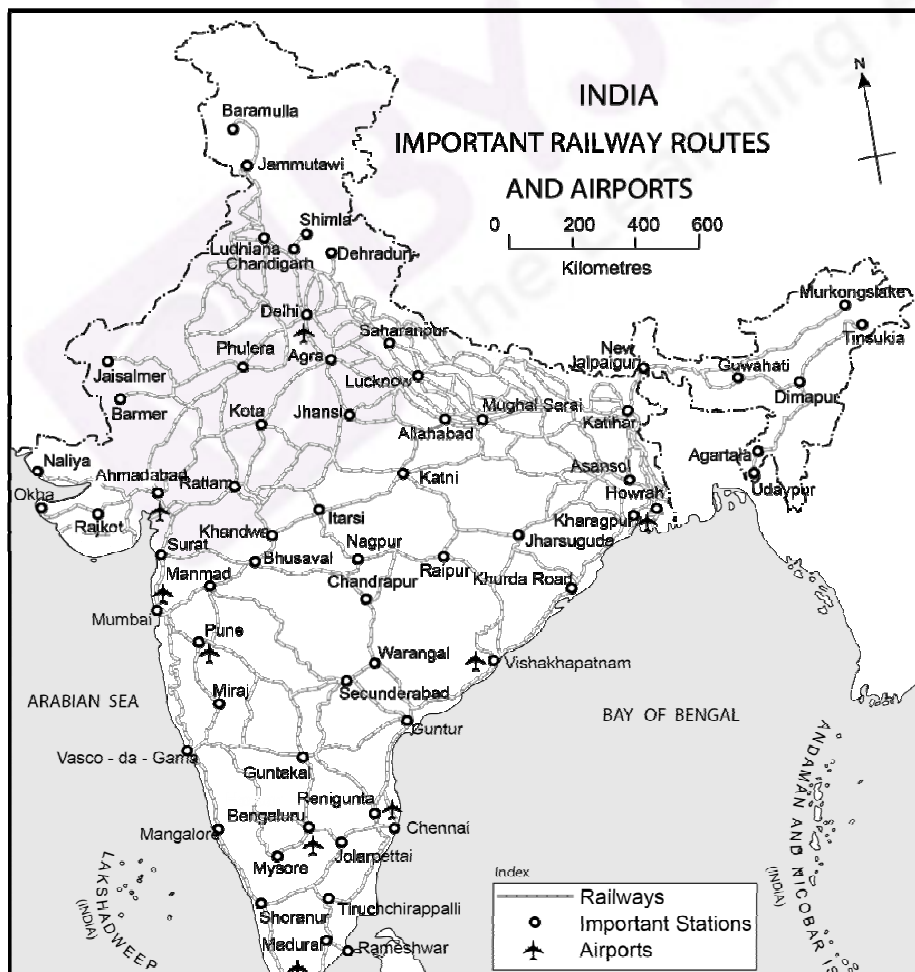 INDIA
IMPORTANT RAILWAY ROUTES
AND AIRPORTS
N
0 200 400 600
Kilometres
Baramulla
Jammutawi
Shimla
Ludhiana
Chandigarh
Dehradun
Delhi
Saharanpur
Murkongslake
Tinsukia
Phulera
Agra
New
Jalpaiguri
Guwahati
Jaisalmer
Lucknow
Dimapur
Barmer
Kota
Jhansi
Mughal Sarai
Allahabad
Katihar
Naliya
Ahmadabad
Ratlam
Katni
Asansol
Agartala
Udaypur
Okha
Rajkot
Itarsi
Howrah
Kharagpur
Khandwa
Surat
Bhusaval
Nagpur
Raipur
Jharsuguda
Manmad
Chandrapur
Khurda Road
Mumbai
Pune
Warangal
Vishakhapatnam
Secunderabad
ARABIAN SEA
Miraj
BAY OF BENGAL
Guntur
Vasco - da - Gama
Guntakal
Renigunta
Bengaluru
Mangalore
Chennai
Mysore
Jolarpettai
LAKSHADWEEP
(INDIA)
ANDAMAN AND NICOBAR IS
(INDIA)
Shoranur
Tiruchchirappalli
Madurai
Rameshwar
Index
Railways
Important Stations
Airports